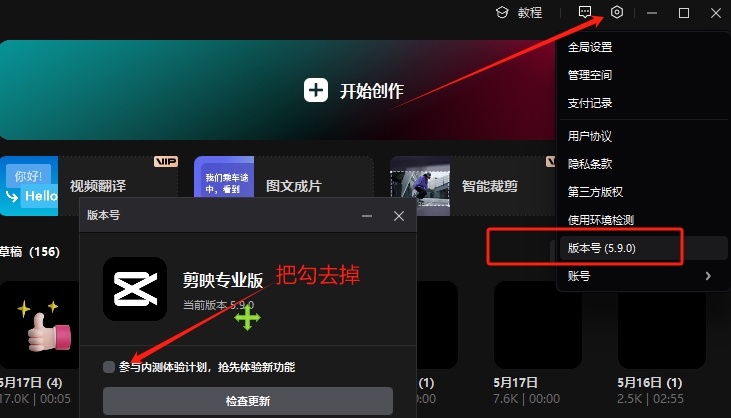 教程
全局设置
管理空间
支付记录
用户协议
隐私条款
第三方版权
使用环境检测
版本号 (5.9.0)
账号
开始创作
你好!
Hello
VIP
视频翻译
我们乘车途
中，看到
图文成片
智能裁剪
草稿 (156)
版本号
剪映专业版
把勾去掉
当前版本 5.9.0
参与内测体验计划，抢先体验新功能
检查更新
5月17日 (4)
17.0K | 00:05
(1)
00:00
5月17日
7.6K | 00:00
5月16日 (1)
2.5K | 02:55